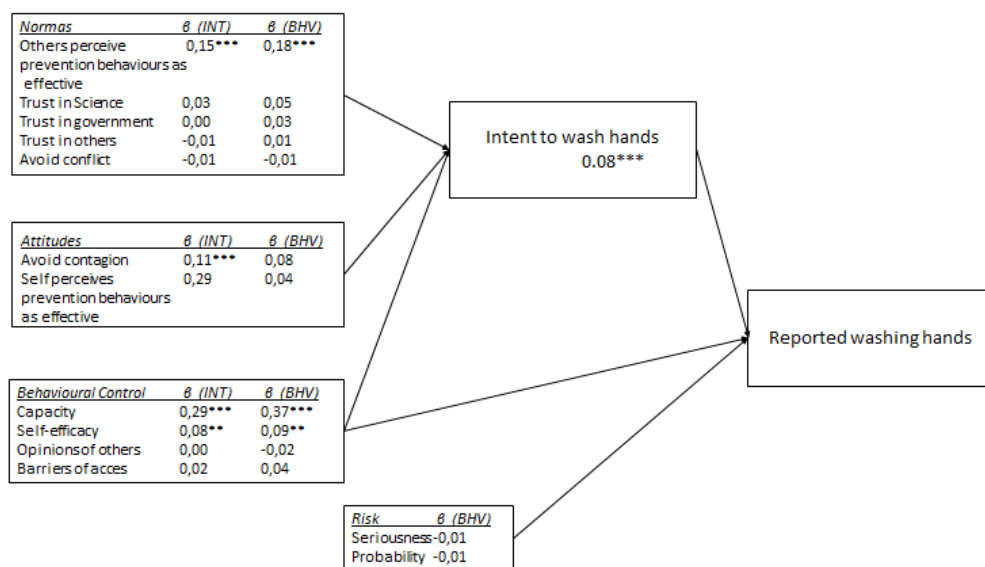 Normas β (INT) β (BHV)
Others perceive 0,15*** 0,18***
prevention behaviours as
effective
Trust in Science 0,03 0,05
Trust in government 0,00 0,03
Trust in others -0,01 0,01
Avoid conflict -0,01 -0,01
Attitudes β (INT) β (BHV)
Avoid contagion 0,11*** 0,08
Self perceives 0,29 0,04
prevention behaviours
as effective
Behavioural Control β (INT) β (BHV)
Capacity 0,29*** 0,37***
Self-efficacy 0,08** 0,09**
Opinions of others 0,00 -0,02
Barriers of acces 0,02 0,04
Risk β (BHV)
Seriousness -0,01
Probability -0,01
Intent to wash hands
0.08***
Reported washing hands